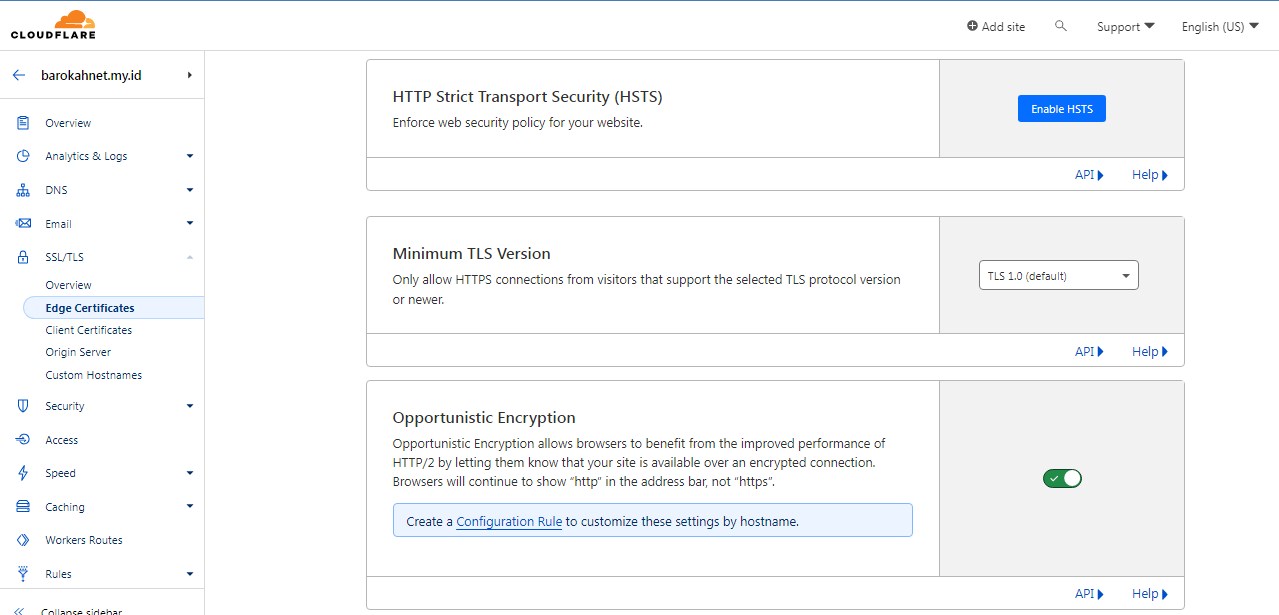 CLOUDFLARE
Add site
Support
English (US)
barokahnet.my.id
Overview
Analytics & Logs
DNS
Email
SSL/TLS
Overview
Edge Certificates
Client Certificates
Origin Server
Custom Hostnames
Security
Access
Speed
Caching
Workers Routes
Rules
Collapse sidebar
HTTP Strict Transport Security (HSTS)
Enforce web security policy for your website.
Enable HSTS
API
Help
Minimum TLS Version
Only allow HTTPS connections from visitors that support the selected TLS protocol version
or newer.
TLS 1.0 (default)
API
Help
Opportunistic Encryption
Opportunistic Encryption allows browsers to benefit from the improved performance of
HTTP/2 by letting them know that your site is available over an encrypted connection.
Browsers will continue to show “http” in the address bar, not “https”.
Create a Configuration Rule to customize these settings by hostname.
API
Help